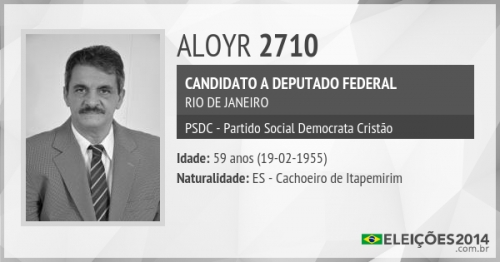 ALOYR 2710
CANDIDATO A DEPUTADO FEDERAL
RIO DE JANEIRO
PSDC - Partido Social Democrata Cristão
Idade: 59 anos (19-02-1955)
Naturalidade: ES - Cachoeiro de Itapemirim
ELEIÇÕES2014
.com.br